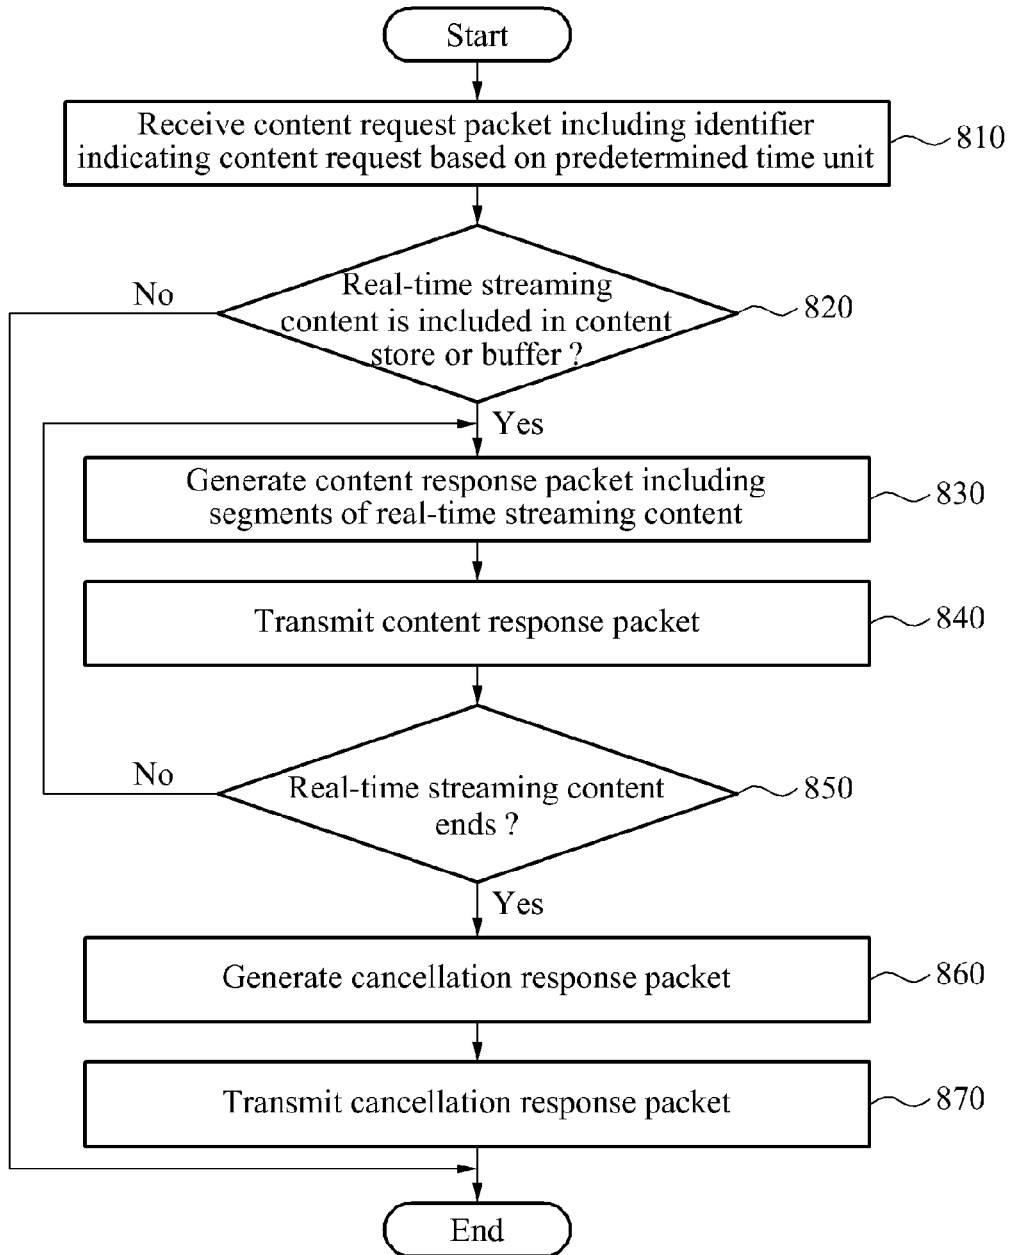 Start
Receive content request packet including identifier
indicating content request based on predetermined time unit
810
Real-time streaming
content is included in content
store or buffer ?
820
No
Yes
Generate content response packet including
segments of real-time streaming content
830
Transmit content response packet
840
Real-time streaming content
ends ?
850
No
Yes
Generate cancellation response packet
860
Transmit cancellation response packet
870
End